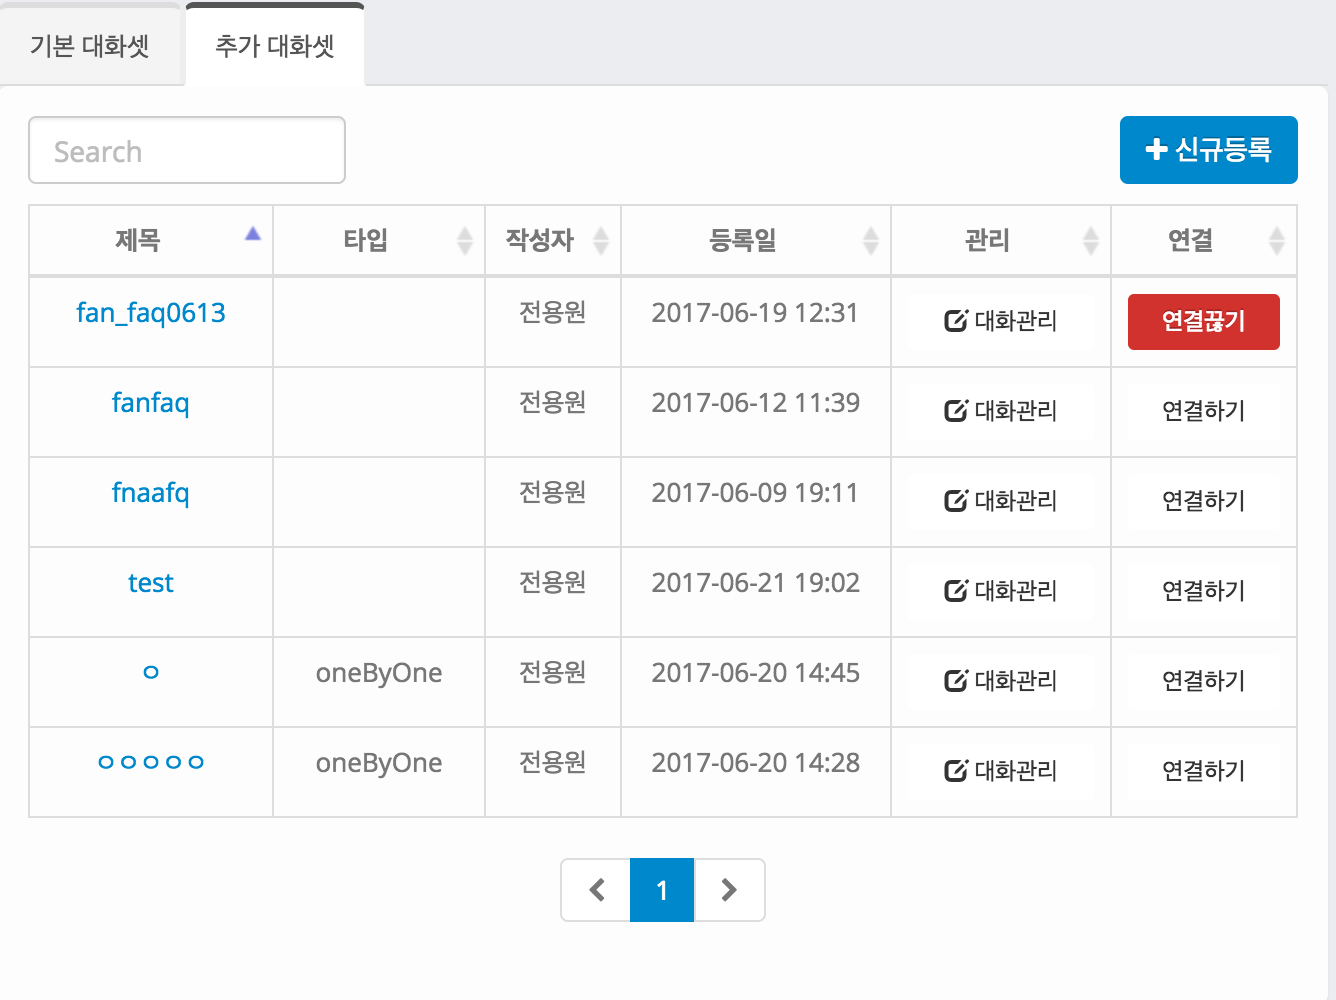 기본 대화셋 추가 대화셋
Search 신규등록
제목 타입 작성자 등록일 관리 연결
fan_faq0613 전용원 2017-06-19 12:31 대화관리 연결끊기
fanfaq 전용원 2017-06-12 11:39 대화관리 연결하기
fnaafq 전용원 2017-06-09 19:11 대화관리 연결하기
test 전용원 2017-06-21 19:02 대화관리 연결하기
ㅇ oneByOne 전용원 2017-06-20 14:45 대화관리 연결하기
ㅇㅇㅇㅇㅇ oneByOne 전용원 2017-06-20 14:28 대화관리 연결하기
1